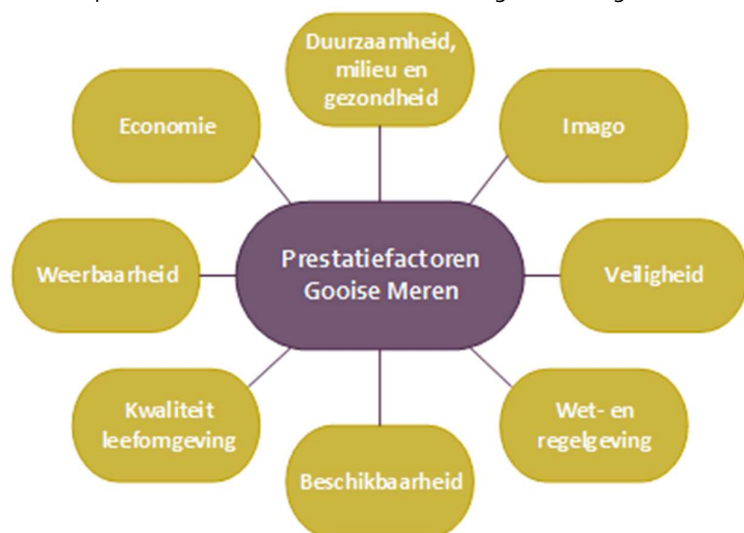 Duurzaamheid,
milieu en
gezondheid
Economie
Imago
Prestatiefactoren
Gooise Meren
Weerbaarheid
Veiligheid
Kwaliteit
leefomgeving
Wet- en
regelgeving
Beschikbaarheid